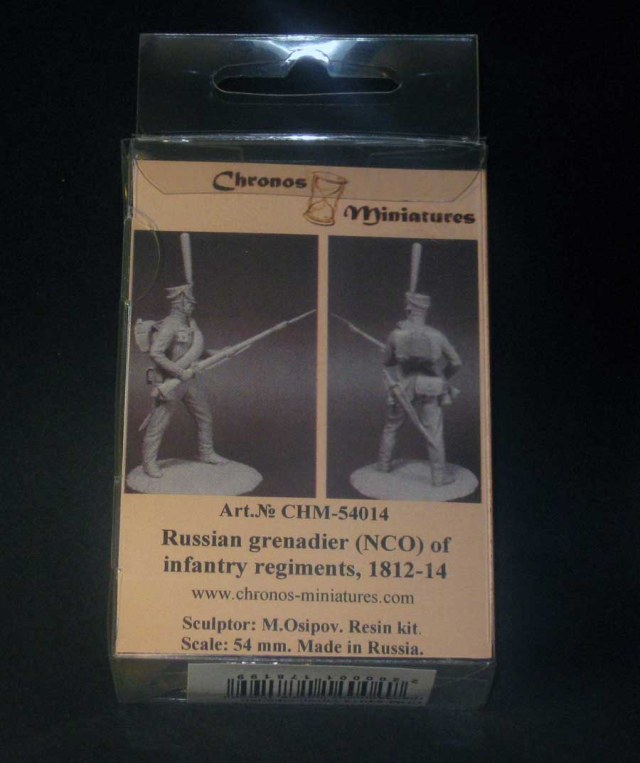 Chronos
Miniatures
Art.№ CHM-54014
Russian grenadier (NCO) of
infantry regiments, 1812-14
www.chronos-miniatures.com
Sculptor: M.Osipov. Resin kit.
Scale: 54 mm. Made in Russia.